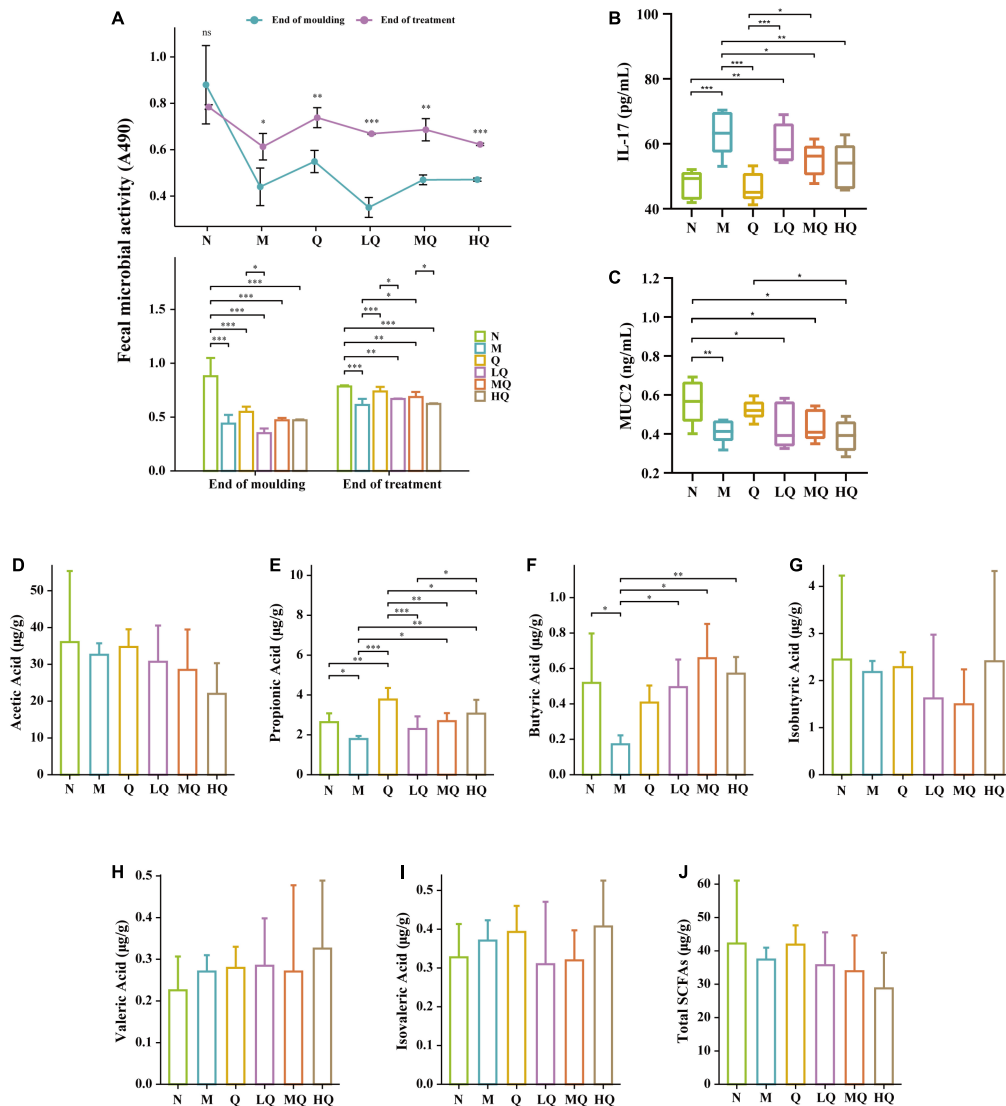 A
End of moulding
End of treatment
Fecal microbial activity (A490)
1.0
0.8
0.6
0.4
ns
*
**
***
**
***
N M Q LQ MQ HQ
1.5
1.0
0.5
0.0
*
***
***
***
***
***
*
*
*
***
***
**
**
***
End of moulding
End of treatment
N
M
Q
LQ
MQ
HQ
B
IL-17 (pg/mL)
100
80
60
40
*
***
**
*
***
**
***
N M Q LQ MQ HQ
C
MUC2 (ng/mL)
1.2
1.0
0.8
0.6
0.4
0.2
*
*
*
*
**
N M Q LQ MQ HQ
D
Acetic Acid (μg/g)
50
40
30
20
10
0
N M Q LQ MQ HQ
E
Propionic Acid (μg/g)
10
8
6
4
2
0
*
*
**
***
**
*
***
**
*
N M Q LQ MQ HQ
F
Butyric Acid (μg/g)
1.0
0.8
0.6
0.4
0.2
0.0
**
*
*
*
N M Q LQ MQ HQ
G
Isobutyric Acid (μg/g)
4
3
2
1
0
N M Q LQ MQ HQ
H
Valeric Acid (μg/g)
0.5
0.4
0.3
0.2
0.1
0.0
N M Q LQ MQ HQ
I
Isovaleric Acid (μg/g)
0.5
0.4
0.3
0.2
0.1
0.0
N M Q LQ MQ HQ
J
Total SCFAs (μg/g)
60
50
40
30
20
10
0
N M Q LQ MQ HQ